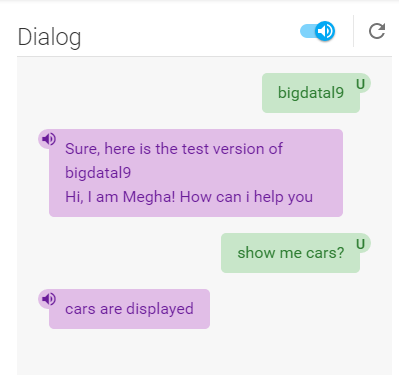 Dialog
bigdatal9
U
Sure, here is the test version of
bigdatal9
Hi, I am Megha! How can i help you
show me cars?
U
cars are displayed